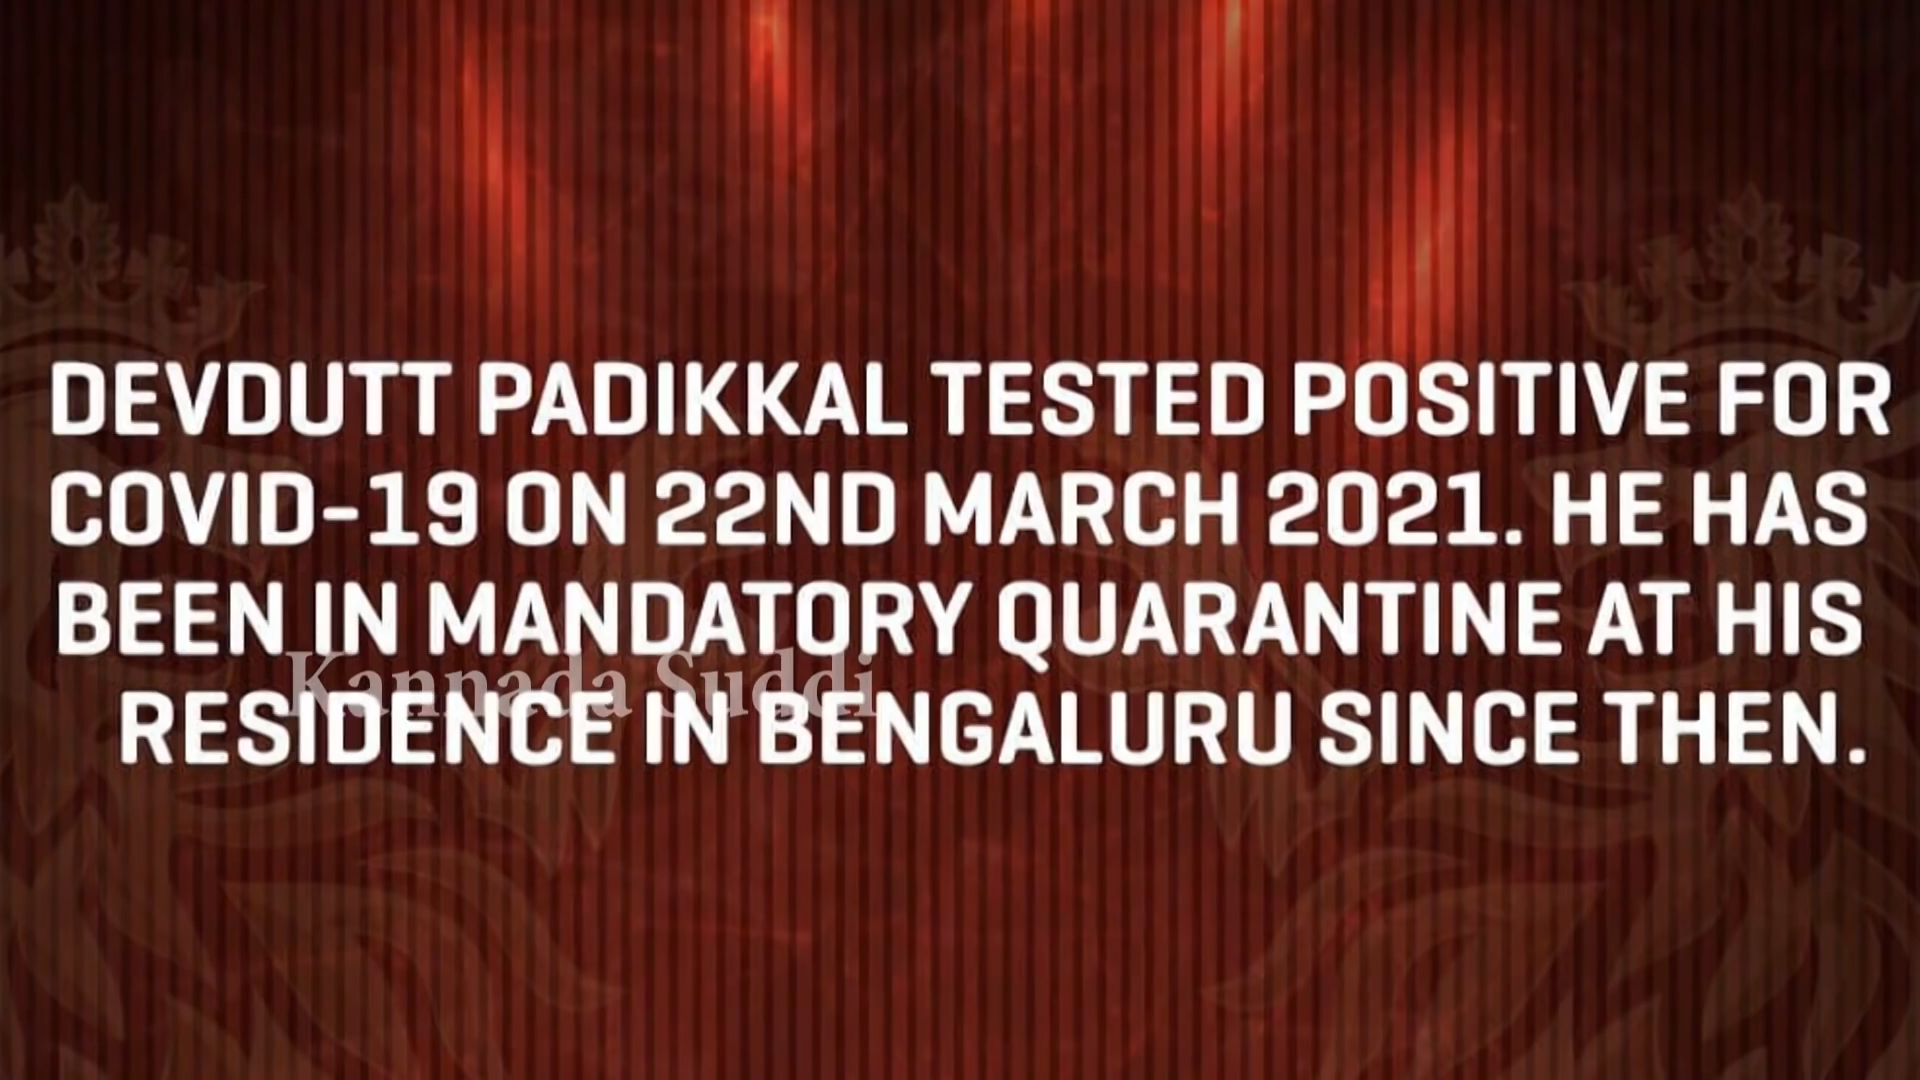 DEVDUTT PADIKKAL TESTED POSITIVE FOR
COVID-19 ON 22ND MARCH 2021. HE HAS
BEEN IN MANDATORY QUARANTINE AT HIS
Kannada Suddi
RESIDENCE IN BENGALURU SINCE THEN.